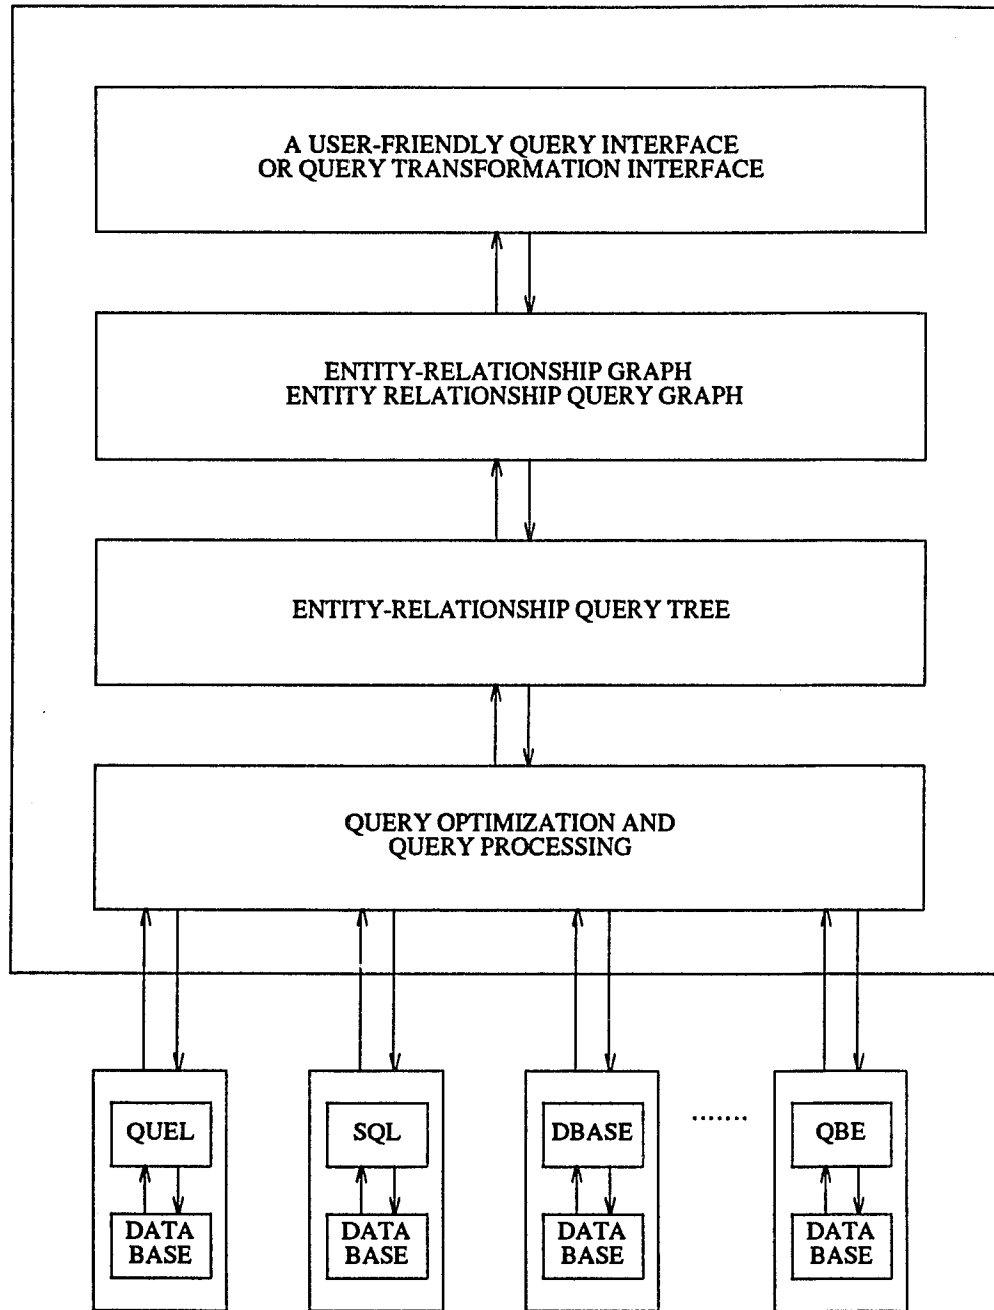 A USER-FRIENDLY QUERY INTERFACE
OR QUERY TRANSFORMATION INTERFACE
ENTITY-RELATIONSHIP GRAPH
ENTITY RELATIONSHIP QUERY GRAPH
ENTITY-RELATIONSHIP QUERY TREE
QUERY OPTIMIZATION AND
QUERY PROCESSING
QUEL
SQL
DBASE
.......
QBE
DATA
BASE
DATA
BASE
DATA
BASE
DATA
BASE